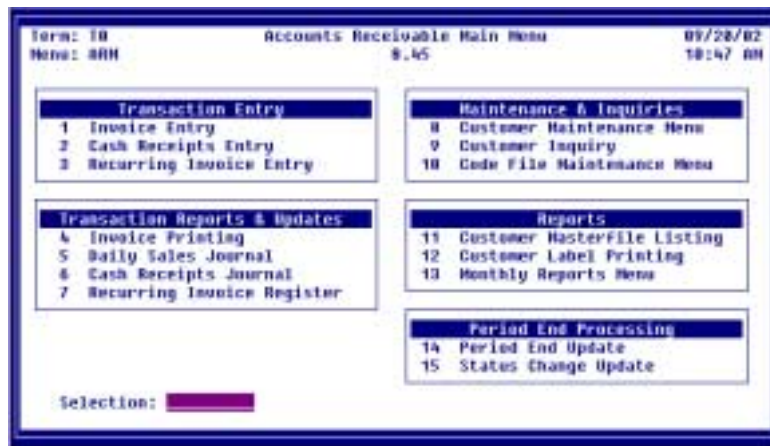 Term: T0 Accounts Receivable Main Menu 09/20/02
Menu: ARM 8.45 10:47 AM
Transaction Entry
1 Invoice Entry
2 Cash Receipts Entry
3 Recurring Invoice Entry
Maintenance & Inquiries
8 Customer Maintenance Menu
9 Customer Inquiry
10 Code File Maintenance Menu
Transaction Reports & Updates
4 Invoice Printing
5 Daily Sales Journal
6 Cash Receipts Journal
7 Recurring Invoice Register
Reports
11 Customer Masterfile Listing
12 Customer Label Printing
13 Monthly Reports Menu
Period End Processing
14 Period End Update
15 Status Change Update
Selection: